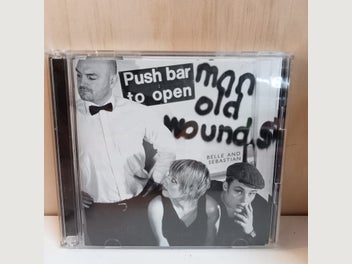 Push bar
to open
man
old
wounds
BELLE AND
SEBASTIAN